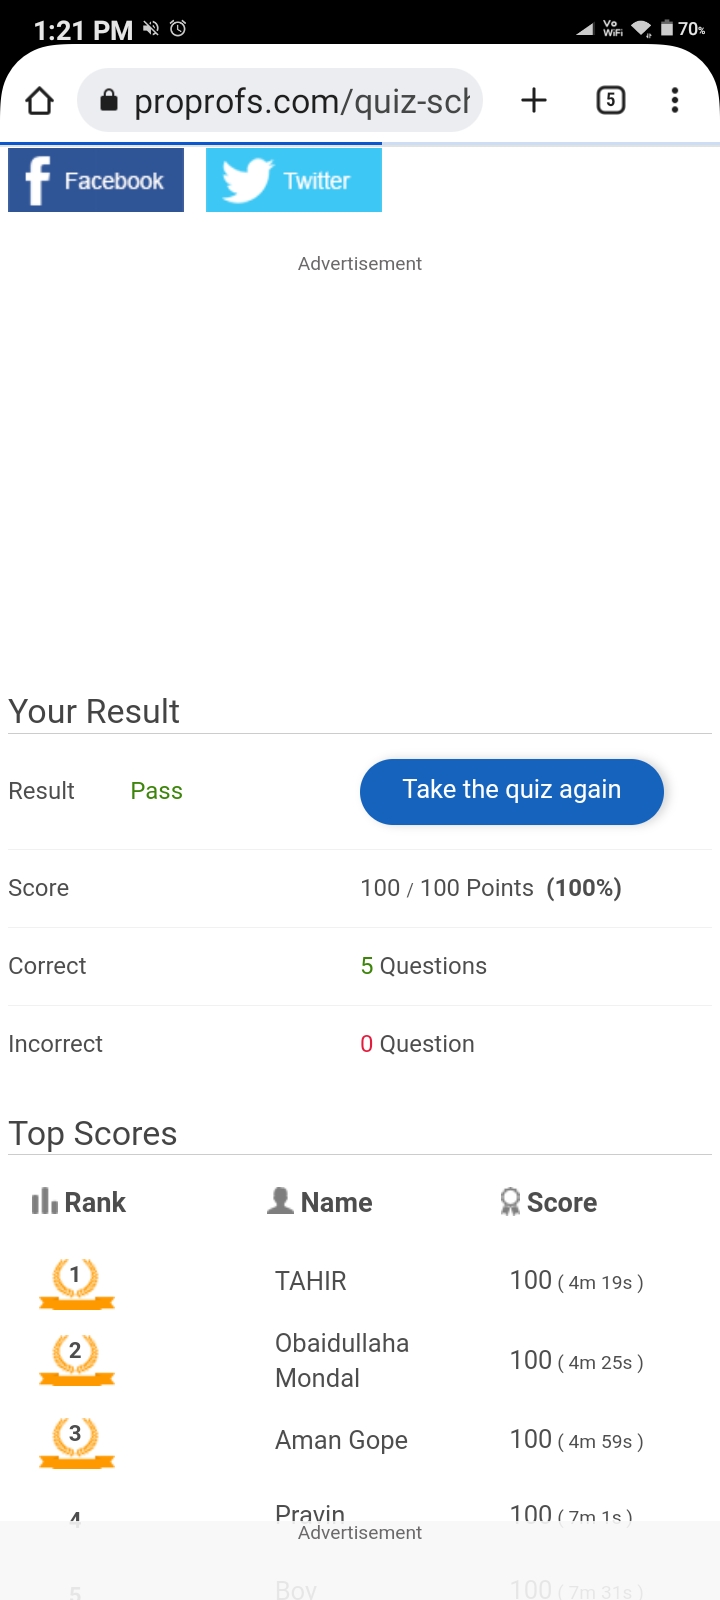 1:21 PM Vo WiFi 70%
proprofs.com/quiz-sch 5
Facebook Twitter
Advertisement
Your Result
Result Pass Take the quiz again
Score 100 / 100 Points (100%)
Correct 5 Questions
Incorrect 0 Question
Top Scores
Rank Name Score
1 TAHIR 100 ( 4m 19s )
2 Obaidullaha Mondal 100 ( 4m 25s )
3 Aman Gope 100 ( 4m 59s )
4 Pravin 100 ( 7m 1s )
Advertisement
5 Boy 100 ( 7m 31s )